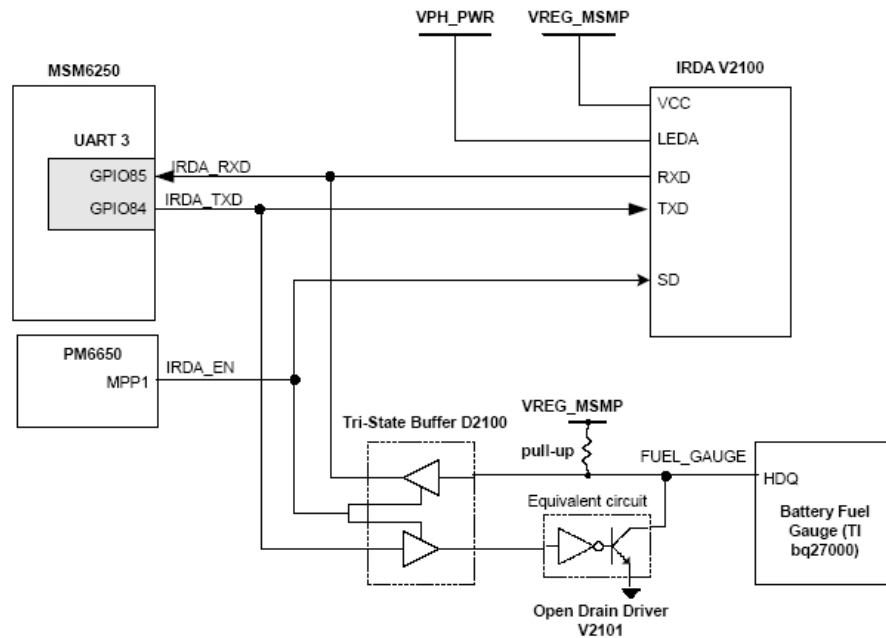 VPH_PWR
VREG_MSMP
MSM6250
IRDA V2100
VCC
UART 3
LEDA
GPIO85
IRDA_RXD
RXD
GPIO84
IRDA_TXD
TXD
SD
PM6650
MPP1
IRDA_EN
VREG_MSMP
Tri-State Buffer D2100
pull-up
FUEL_GAUGE
HDQ
Equivalent circuit
Battery Fuel
Gauge (TI
bq27000)
Open Drain Driver
V2101